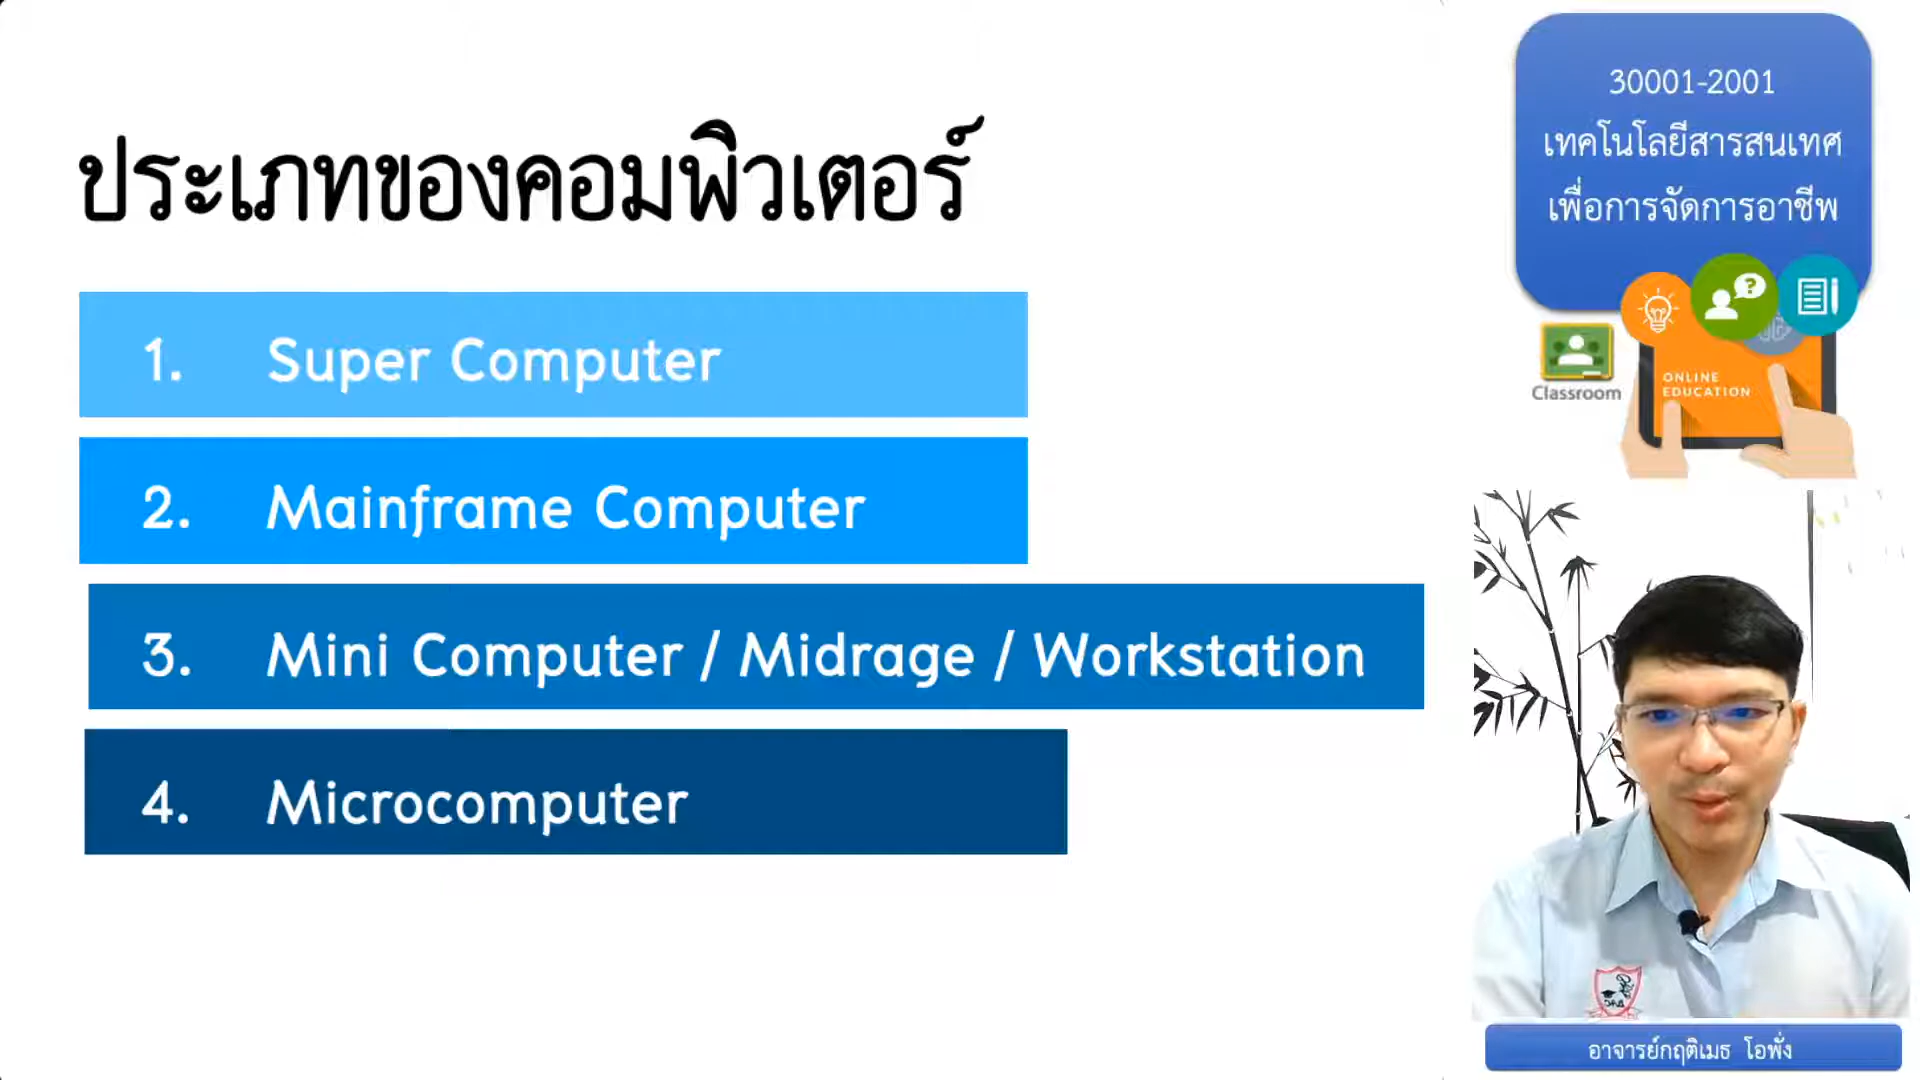 ประเภทของคอมพิวเตอร์
1. Super Computer
2. Mainframe Computer
3. Mini Computer / Midrage / Workstation
4. Microcomputer
30001-2001
เทคโนโลยีสารสนเทศ
เพื่อการจัดการอาชีพ
Classroom
ONLINE
EDUCATION
อาจารย์กฤติเมธ โอพั่ง